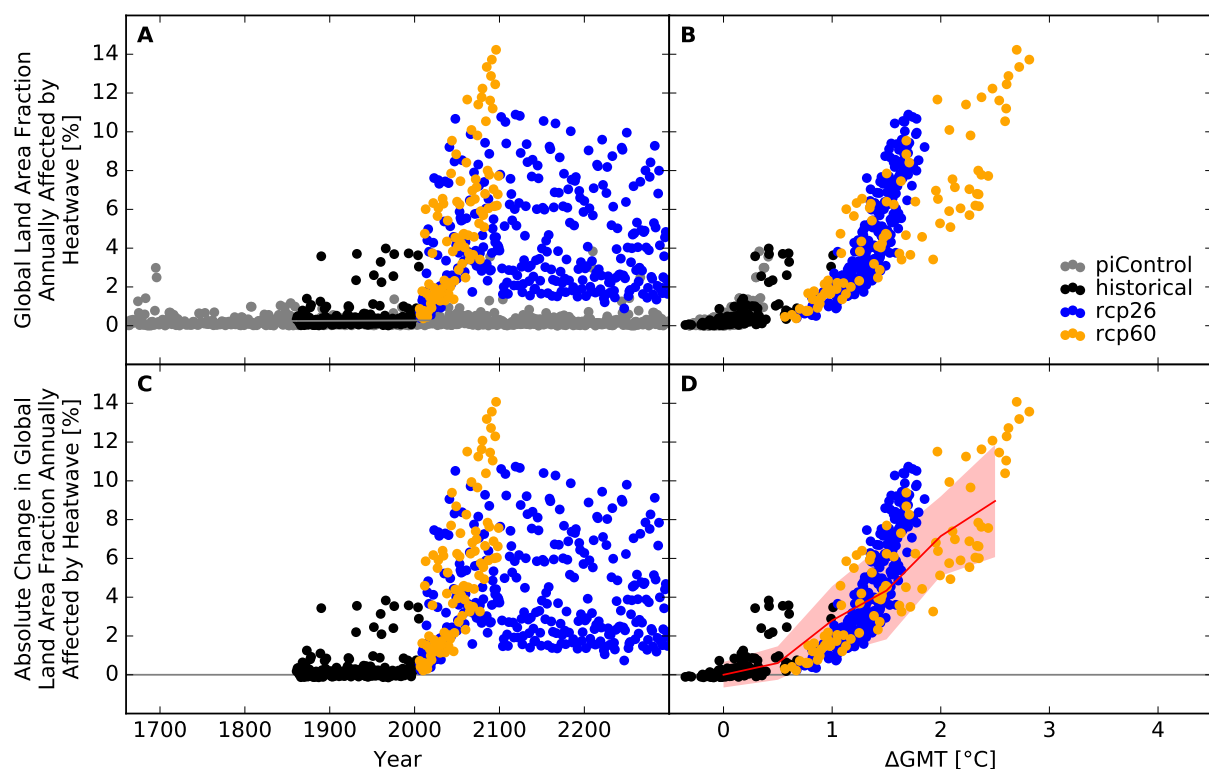 A
B
Global Land Area Fraction
Annually Affected by
Heatwave [%]
14
12
10
8
6
4
2
0
piControl
historical
rcp26
rcp60
C
D
Absolute Change in Global
Land Area Fraction Annually
Affected by Heatwave [%]
14
12
10
8
6
4
2
0
1700 1800 1900 2000 2100 2200
0 1 2 3 4
Year
ΔGMT [°C]